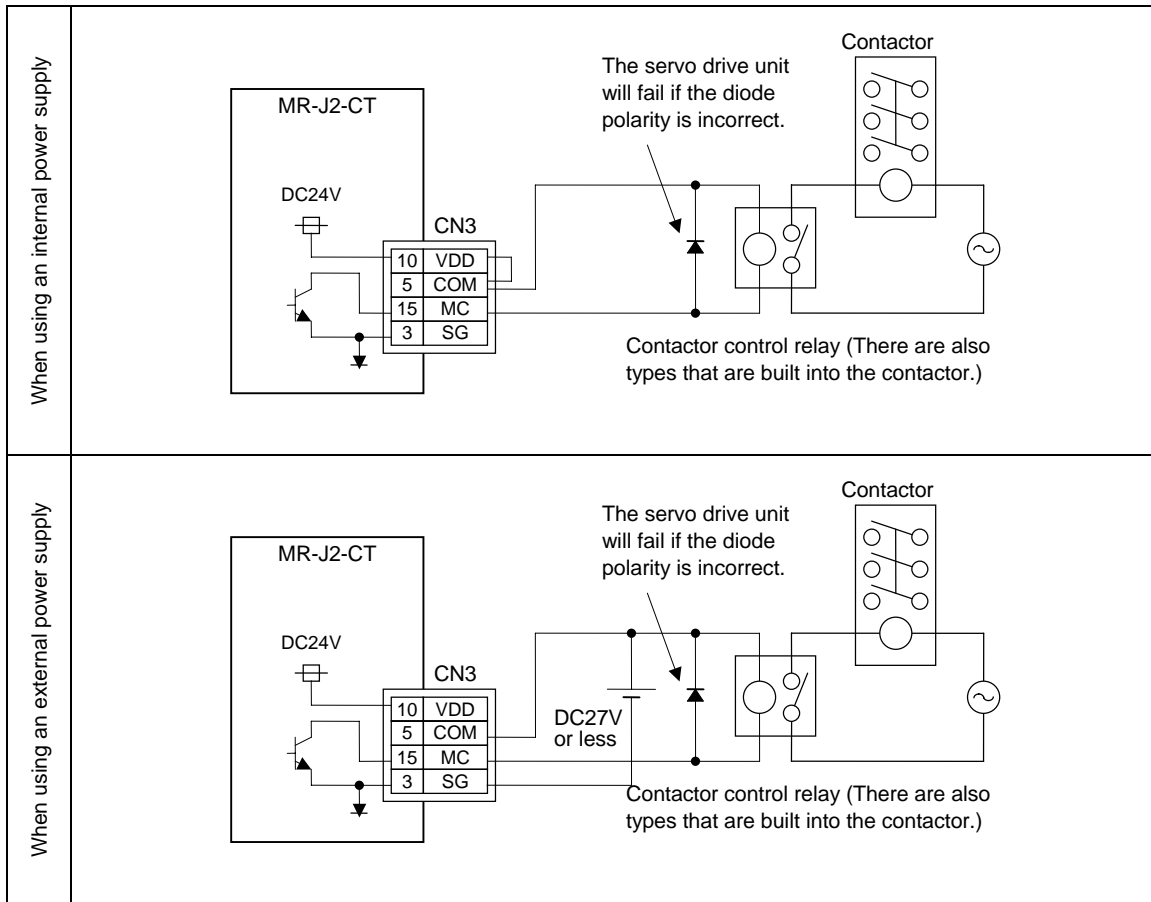 When using an internal power supply
MR-J2-CT
DC24V
CN3
10 VDD
5 COM
15 MC
3 SG
The servo drive unit
will fail if the diode
polarity is incorrect.
Contactor
Contactor control relay (There are also
types that are built into the contactor.)
When using an external power supply
MR-J2-CT
DC24V
CN3
10 VDD
5 COM
15 MC
3 SG
The servo drive unit
will fail if the diode
polarity is incorrect.
DC27V
or less
Contactor
Contactor control relay (There are also
types that are built into the contactor.)